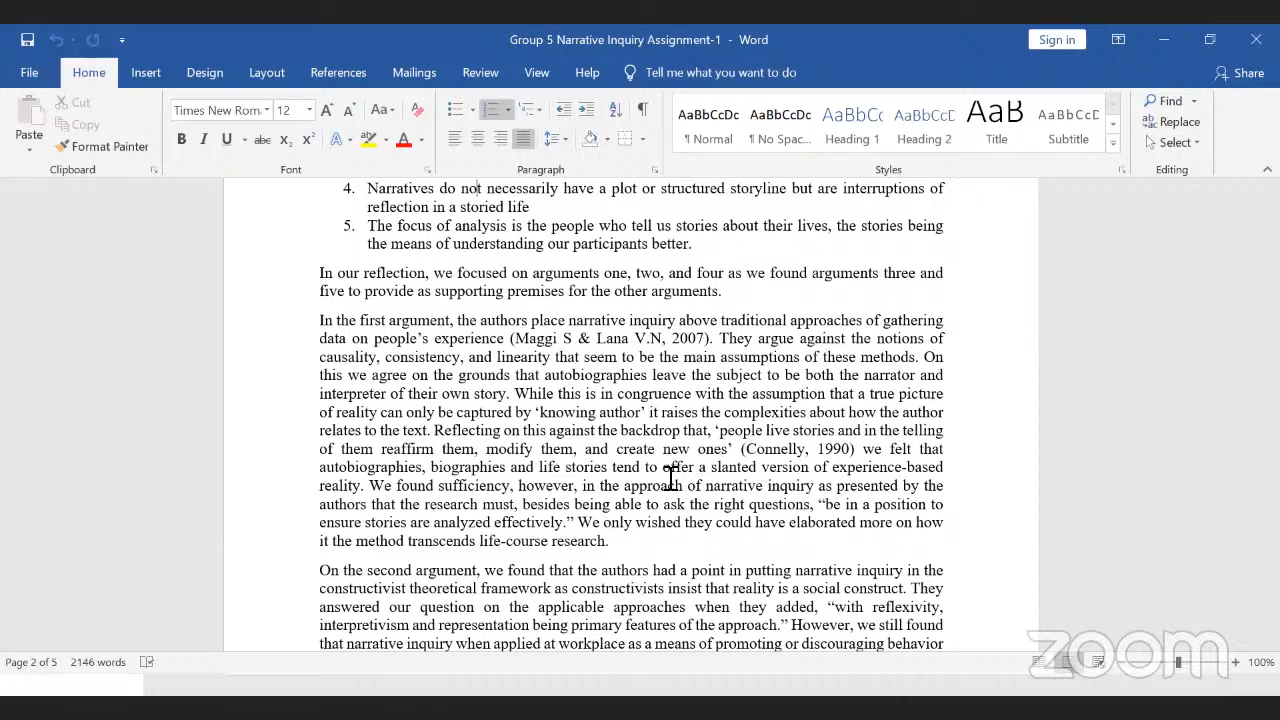 Group 5 Narrative Inquiry Assignment-1 - Word
Sign in
File Home Insert Design Layout References Mailings Review View Help Tell me what you want to do Share
Paste
Cut
Copy
Format Painter
Clipboard
Times New Rom 12
Aa
B I U abc X₂ X² A A
Font
Paragraph
AaBbCcDc AaBbCcDc AaBbCc AaBbCcD AaB AaBbCcD
¶ Normal ¶ No Spac... Heading 1 Heading 2 Title Subtitle
Styles
Find
Replace
Select
Editing
4. Narratives do not necessarily have a plot or structured storyline but are interruptions of
reflection in a storied life
5. The focus of analysis is the people who tell us stories about their lives, the stories being
the means of understanding our participants better.
In our reflection, we focused on arguments one, two, and four as we found arguments three and
five to provide as supporting premises for the other arguments.
In the first argument, the authors place narrative inquiry above traditional approaches of gathering
data on people’s experience (Maggi S & Lana V.N, 2007). They argue against the notions of
causality, consistency, and linearity that seem to be the main assumptions of these methods. On
this we agree on the grounds that autobiographies leave the subject to be both the narrator and
interpreter of their own story. While this is in congruence with the assumption that a true picture
of reality can only be captured by ‘knowing author’ it raises the complexities about how the author
relates to the text. Reflecting on this against the backdrop that, ‘people live stories and in the telling
of them reaffirm them, modify them, and create new ones’ (Connelly, 1990) we felt that
autobiographies, biographies and life stories tend to offer a slanted version of experience-based
reality. We found sufficiency, however, in the approach of narrative inquiry as presented by the
authors that the research must, besides being able to ask the right questions, “be in a position to
ensure stories are analyzed effectively.” We only wished they could have elaborated more on how
it the method transcends life-course research.
On the second argument, we found that the authors had a point in putting narrative inquiry in the
constructivist theoretical framework as constructivists insist that reality is a social construct. They
answered our question on the applicable approaches when they added, “with reflexivity,
interpretivism and representation being primary features of the approach.” However, we still found
that narrative inquiry when applied at workplace as a means of promoting or discouraging behavior
Page 2 of 5 2146 words
100%
zoom